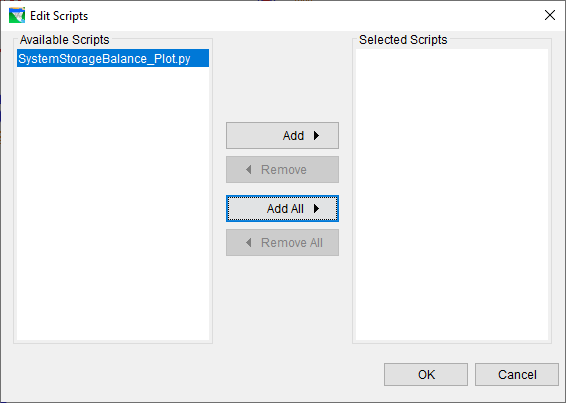 Edit Scripts
Available Scripts
SystemStorageBalance_Plot.py
Selected Scripts
Add
Remove
Add All
Remove All
OK
Cancel